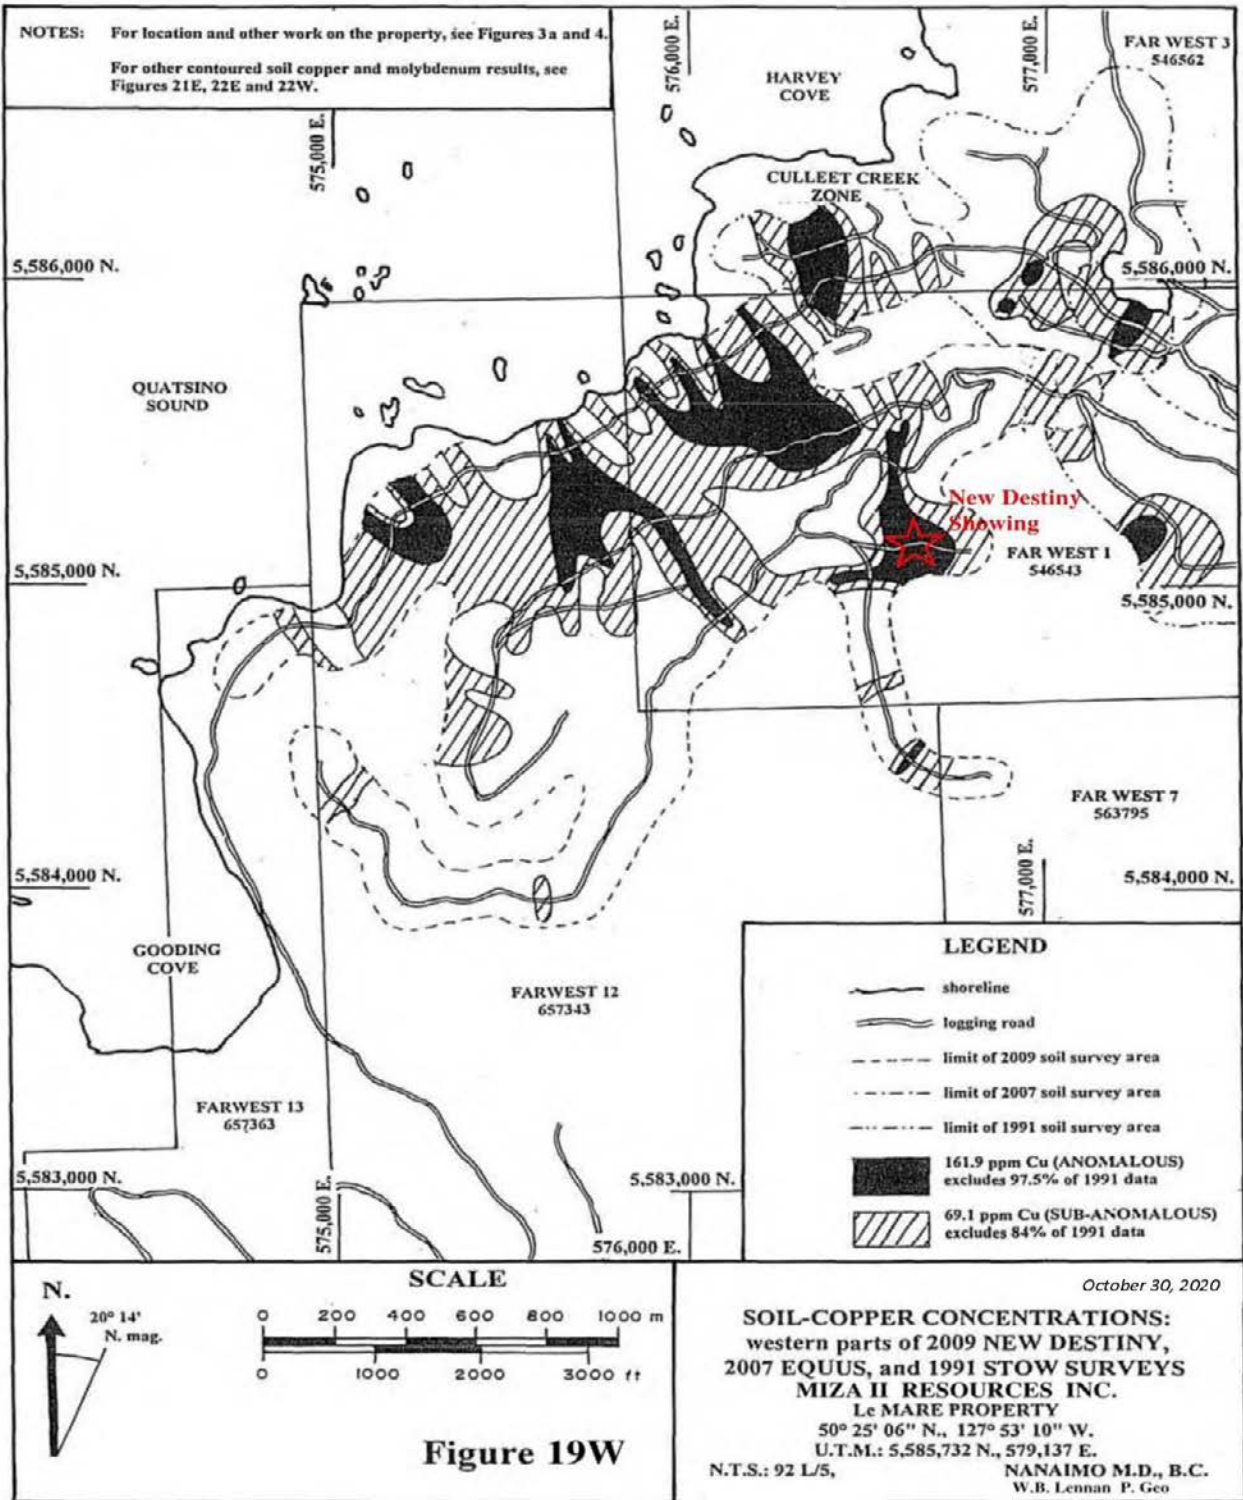 NOTES: For location and other work on the property, see Figures 3a and 4.
For other contoured soil copper and molybdenum results, see
Figures 21E, 22E and 22W.
576,000 E.
577,000 E.
FAR WEST 3
546562
HARVEY
COVE
575,000 E.
CULLEET CREEK
ZONE
5,586,000 N.
5,586,000 N.
QUATSINO
SOUND
New Destiny
Showing
FAR WEST 1
546543
5,585,000 N.
5,585,000 N.
FAR WEST 7
563795
5,584,000 N.
577,000 E.
5,584,000 N.
GOODING
COVE
FARWEST 12
657343
FARWEST 13
657363
5,583,000 N.
575,000 E.
5,583,000 N.
576,000 E.
LEGEND
shoreline
logging road
limit of 2009 soil survey area
limit of 2007 soil survey area
limit of 1991 soil survey area
161.9 ppm Cu (ANOMALOUS)
excludes 97.5% of 1991 data
69.1 ppm Cu (SUB-ANOMALOUS)
excludes 84% of 1991 data
N.
20° 14'
N. mag.
SCALE
0 200 400 600 800 1000 m
0 1000 2000 3000 ft
Figure 19W
October 30, 2020
SOIL-COPPER CONCENTRATIONS:
western parts of 2009 NEW DESTINY,
2007 EQUUS, and 1991 STOW SURVEYS
MIZA II RESOURCES INC.
Le MARE PROPERTY
50° 25' 06" N., 127° 53' 10" W.
U.T.M.: 5,585,732 N., 579,137 E.
N.T.S.: 92 L/5, NANAIMO M.D., B.C.
W.B. Lennan P. Geo